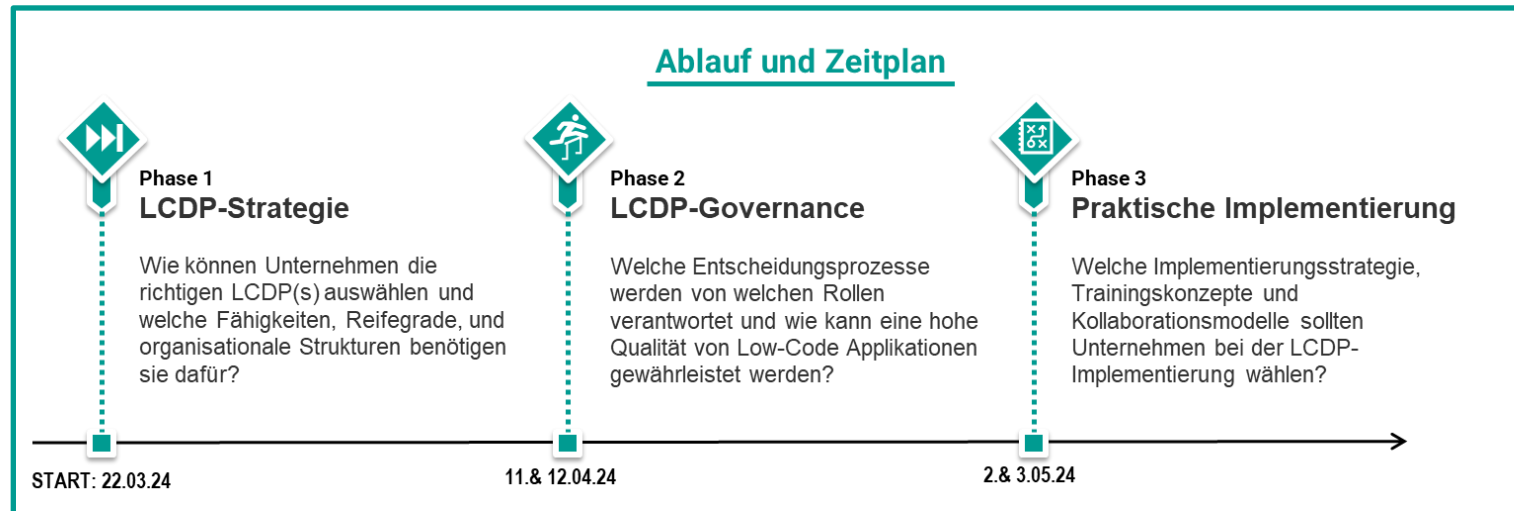 Ablauf und Zeitplan
Phase 1
LCDP-Strategie
Wie können Unternehmen die
richtigen LCDP(s) auswählen und
welche Fähigkeiten, Reifegrade, und
organisationale Strukturen benötigen
sie dafür?
START: 22.03.24
Phase 2
LCDP-Governance
Welche Entscheidungsprozesse
werden von welchen Rollen
verantwortet und wie kann eine hohe
Qualität von Low-Code Applikationen
gewährleistet werden?
11.& 12.04.24
Phase 3
Praktische Implementierung
Welche Implementierungsstrategie,
Trainingskonzepte und
Kollaborationsmodelle sollten
Unternehmen bei der LCDP-
Implementierung wählen?
2.& 3.05.24